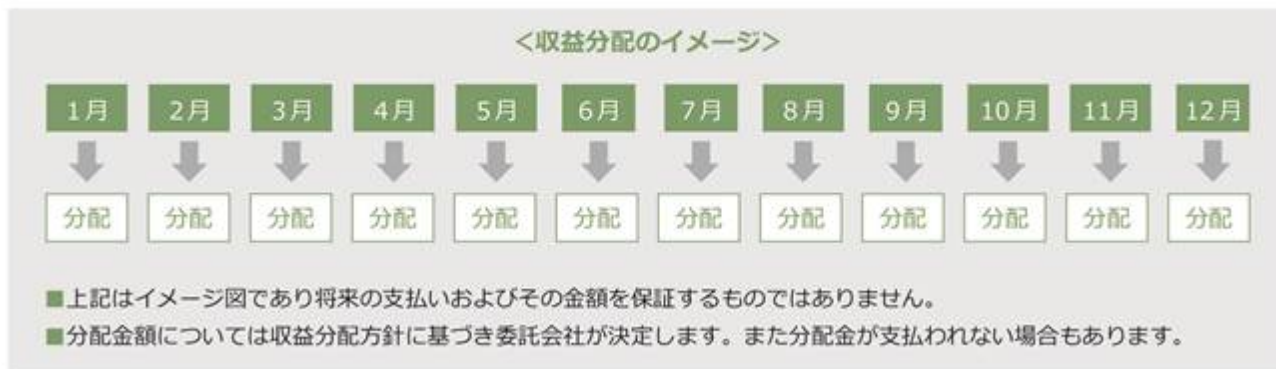 ＜収益分配のイメージ＞
1月 2月 3月 4月 5月 6月 7月 8月 9月 10月 11月 12月
分配 分配 分配 分配 分配 分配 分配 分配 分配 分配 分配 分配
■上記はイメージ図であり将来の支払いおよびその金額を保証するものではありません。
■分配金額については収益分配方針に基づき委託会社が決定します。また分配金が支払われない場合もあります。